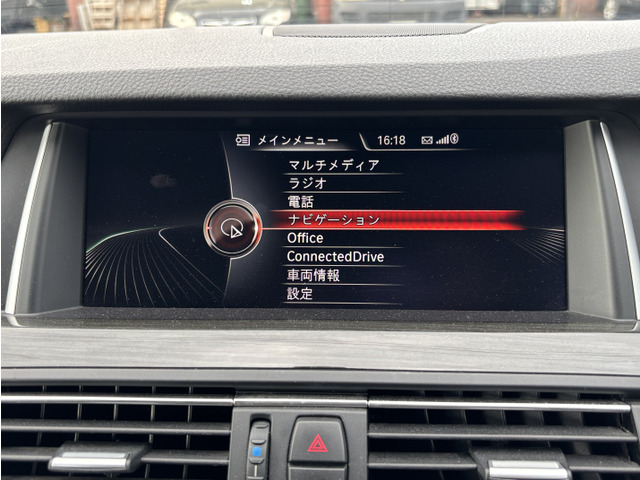 メインメニュー 16:18
マルチメディア
ラジオ
電話
ナビゲーション
Office
ConnectedDrive
車両情報
設定